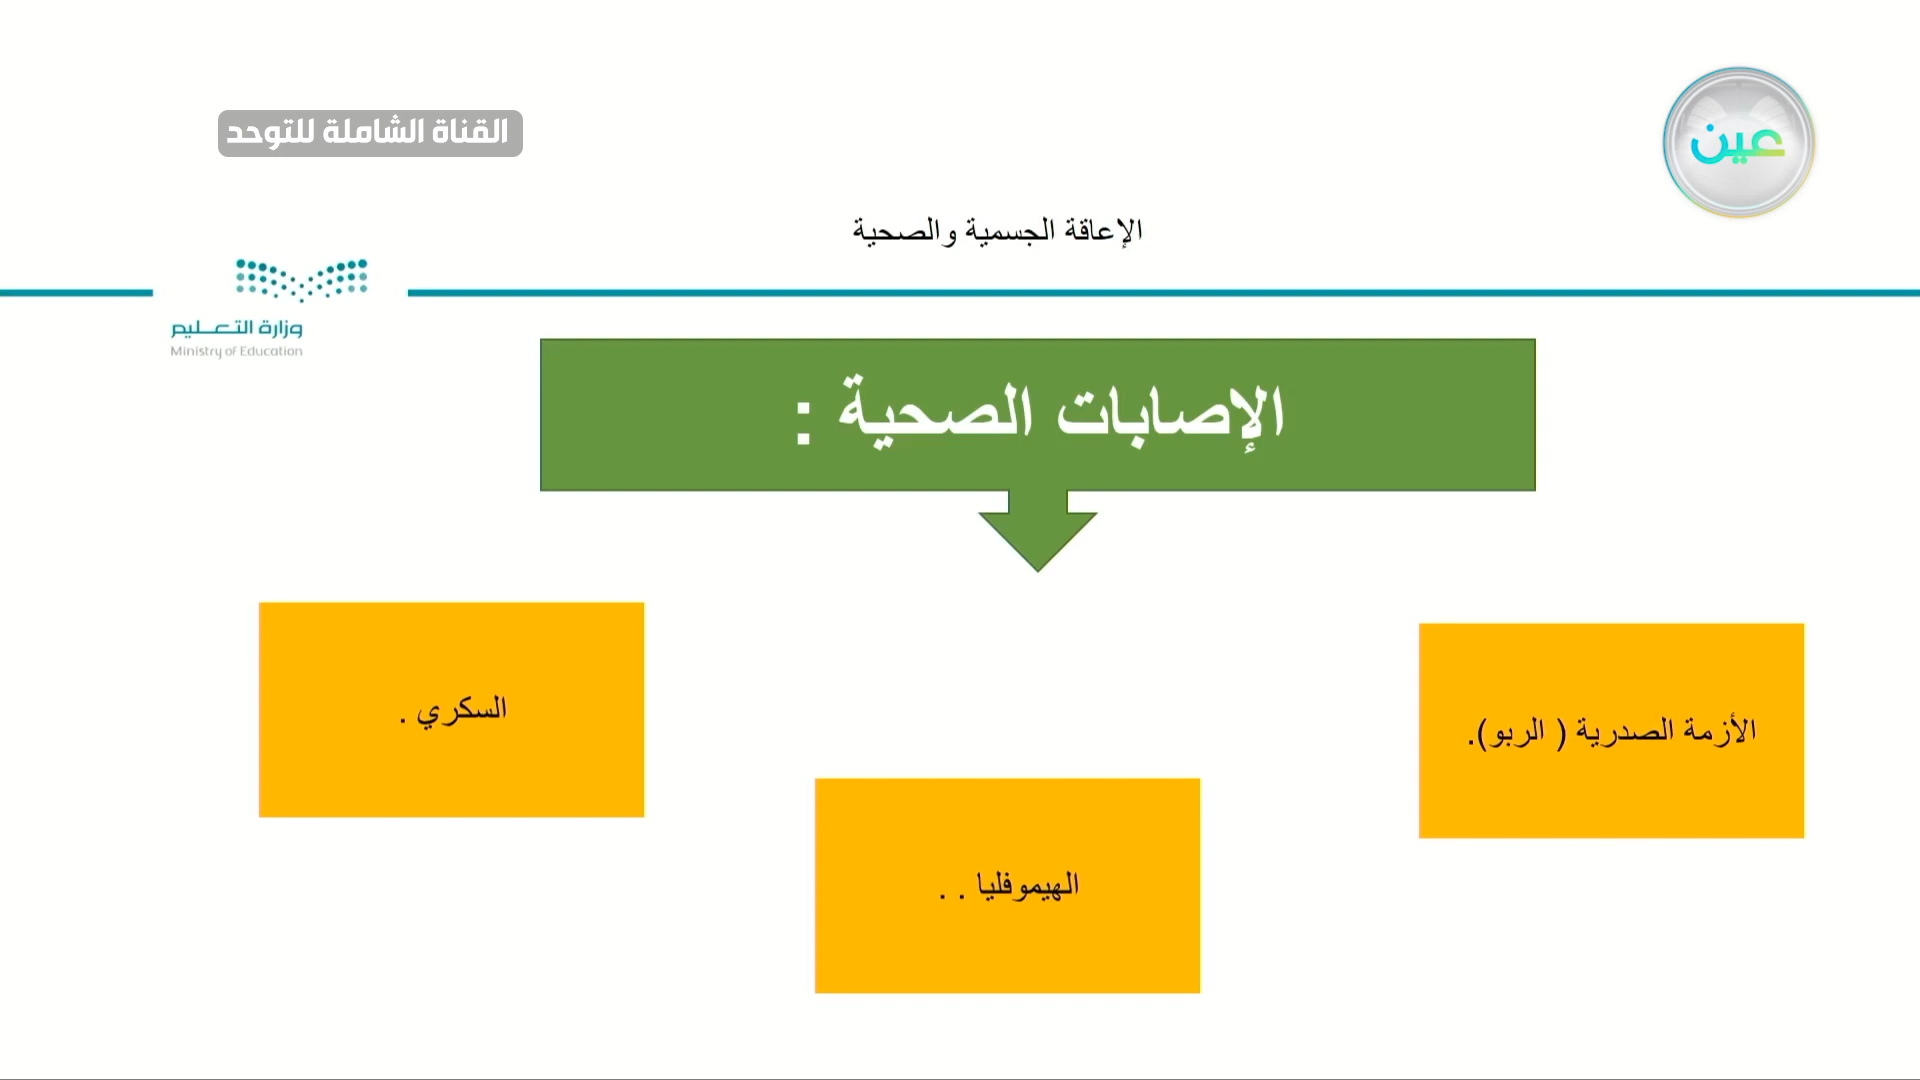 القناة الشاملة للتوحد
عين
الإعاقة الجسمية والصحية
وزارة التعليم
Ministry of Education
الإصابات الصحية :
الأزمة الصدرية ( الربو).
السكري .
الهيموفليا . .